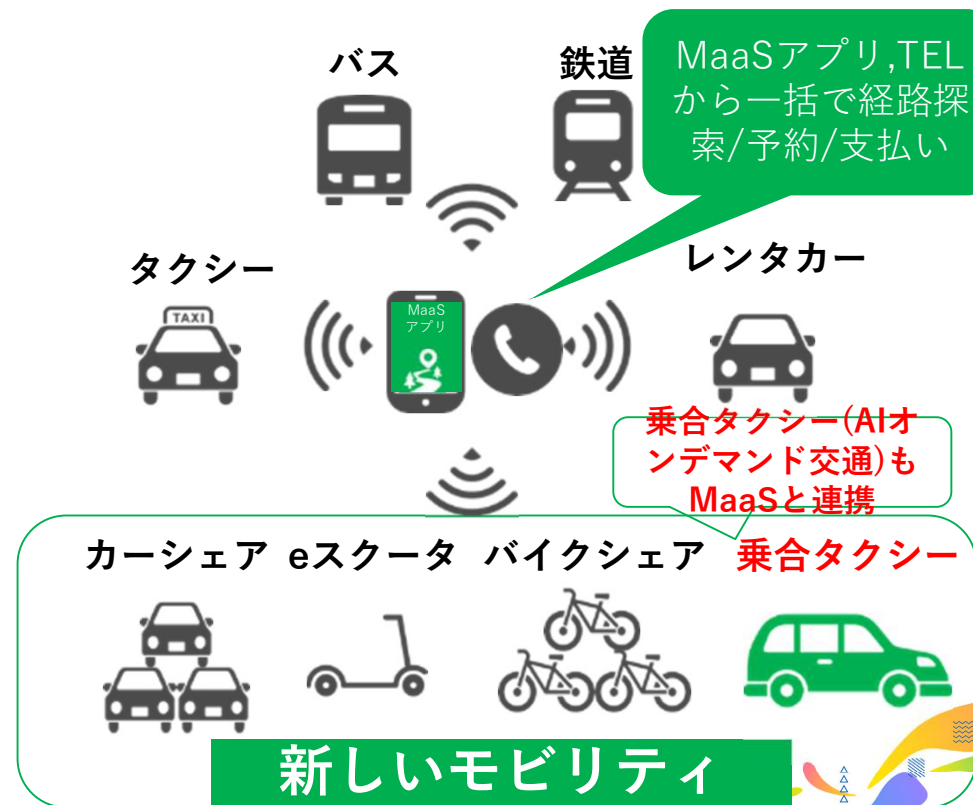 バス
鉄道
MaaSアプリ,TEL
から一括で経路探
索/予約/支払い
タクシー
レンタカー
TAXI
MaaS
アプリ
乗合タクシー(AIオ
ンデマンド交通)も
MaaSと連携
カーシェア eスクータ バイクシェア 乗合タクシー
新しいモビリティ